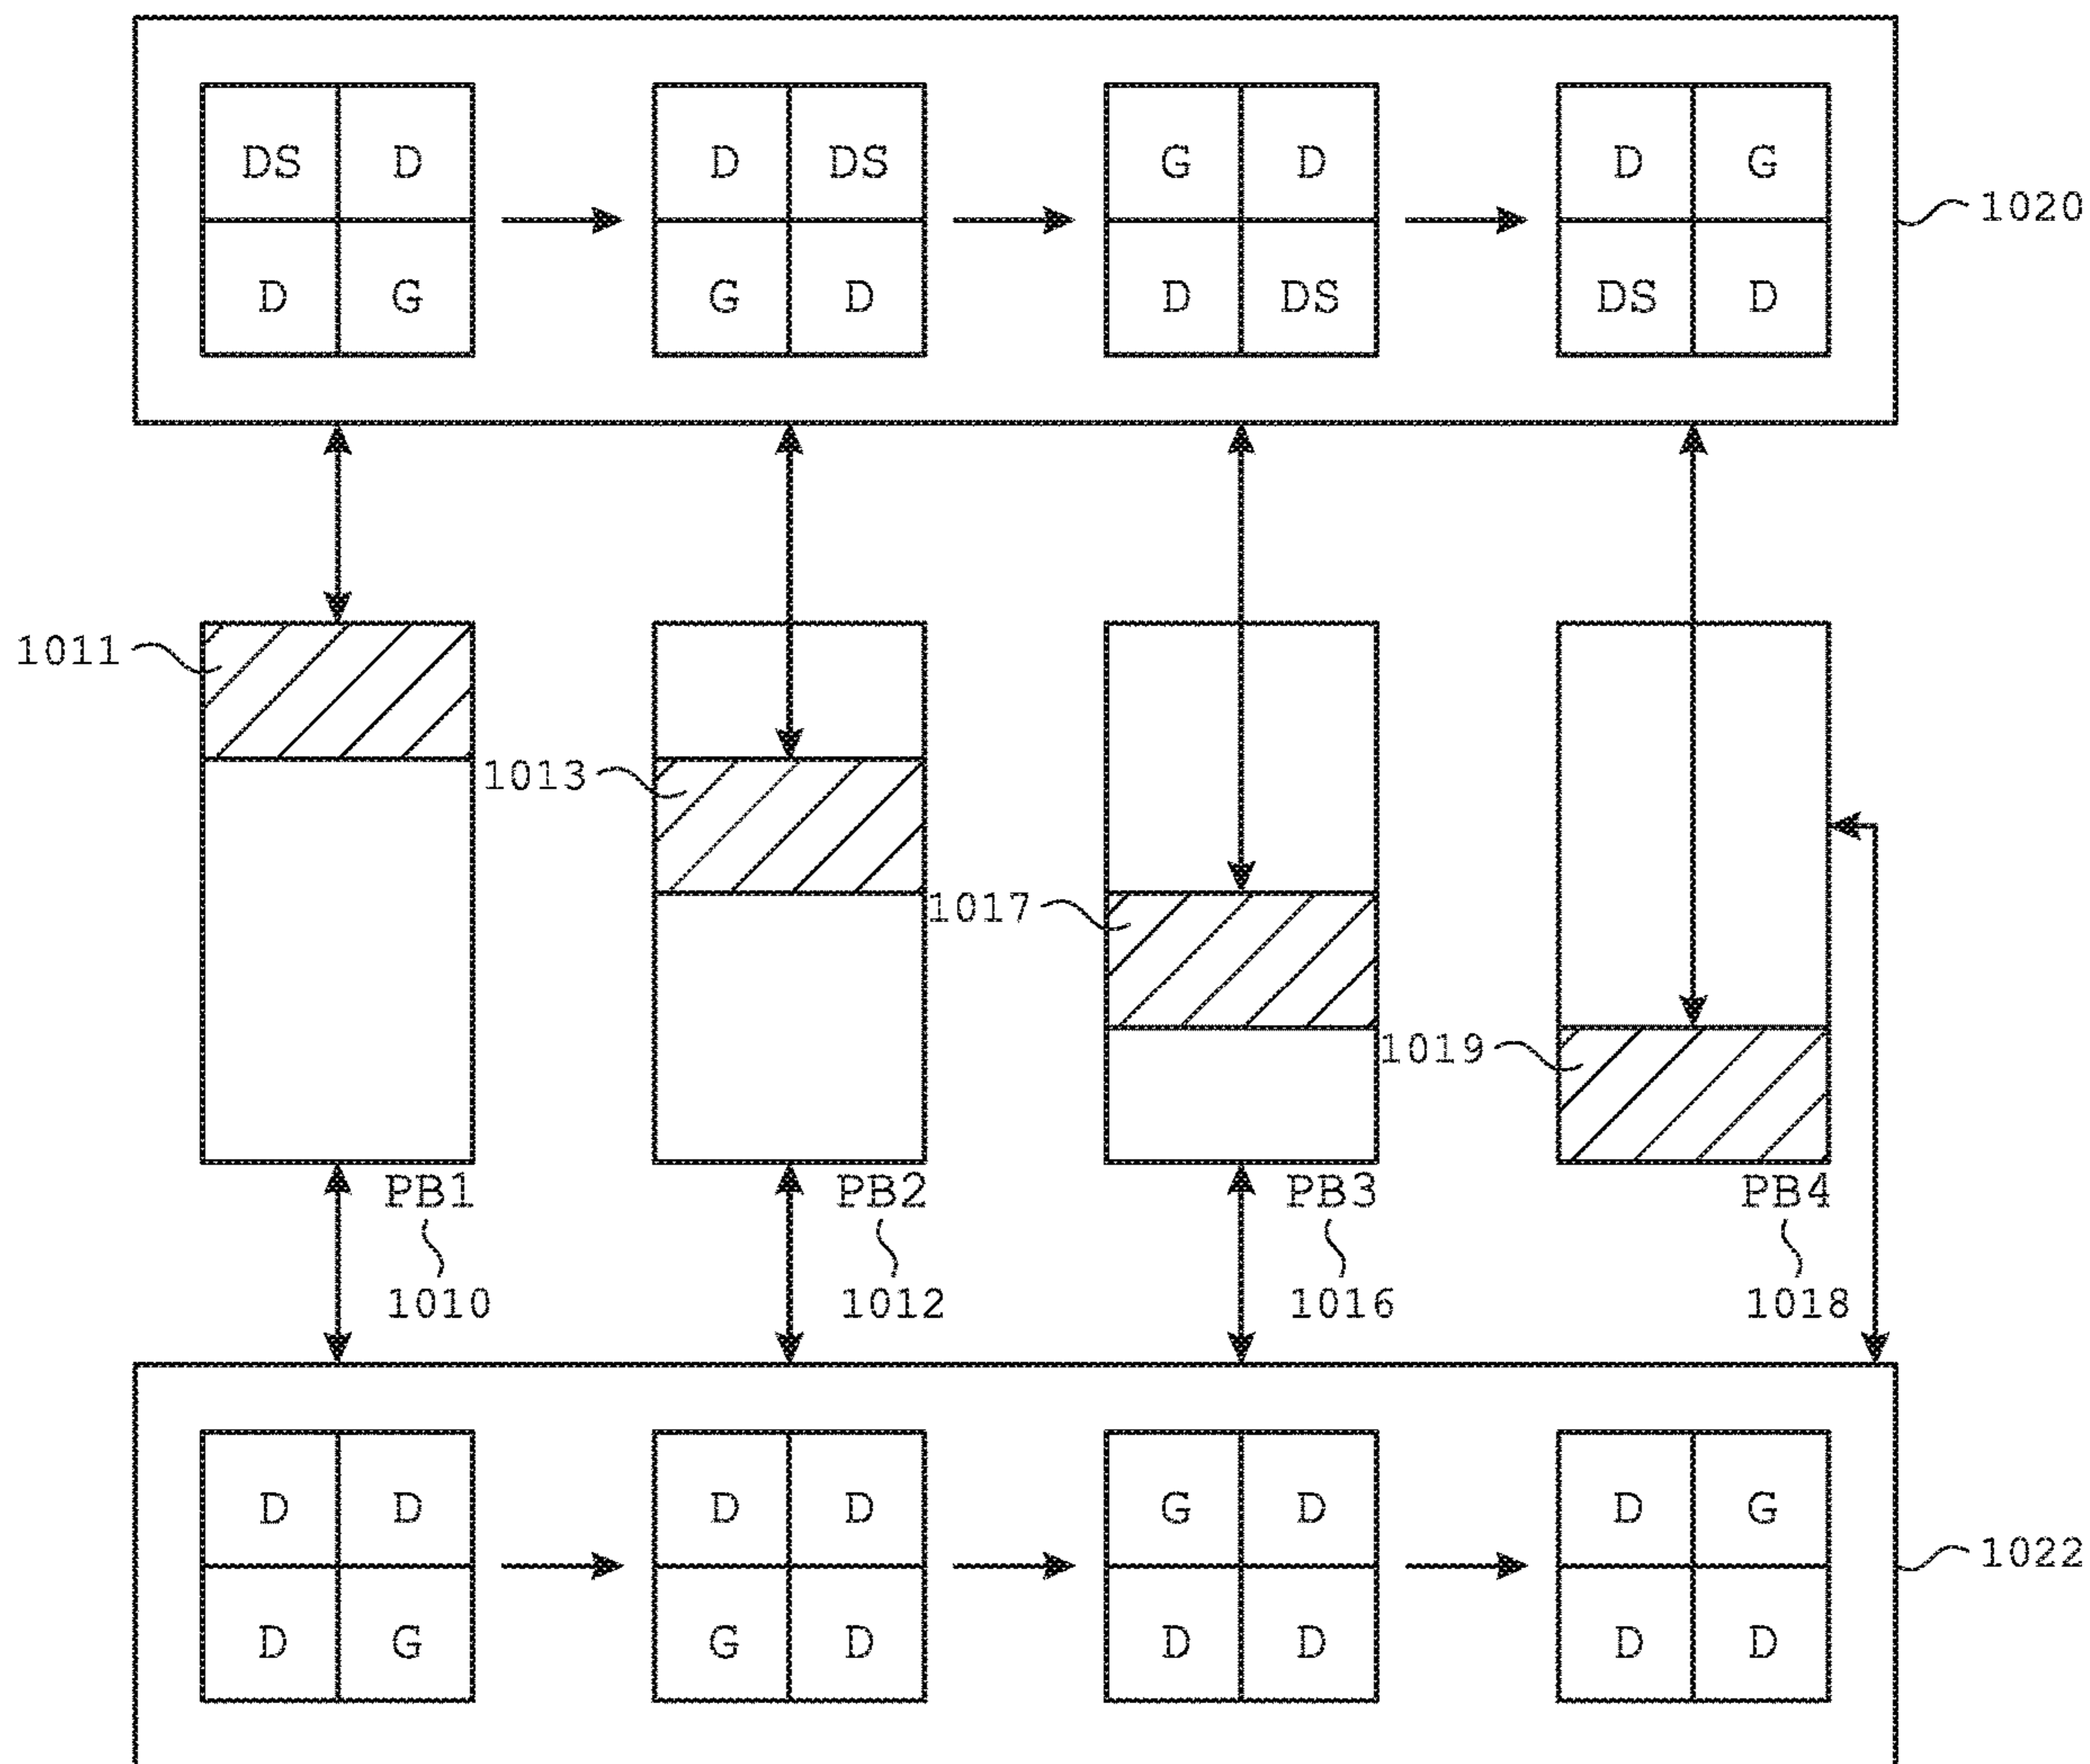 DS D D DS G D D G
1020
D G G D D DS DS D
1011
1013
1017
1019
PB1 PB2 PB3 PB4
1010 1012 1016 1018
D D D D G D D G
1022
D G G D D D D D